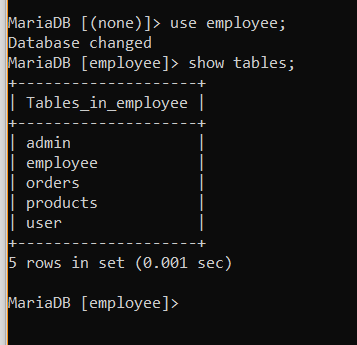 MariaDB [(none)]> use employee;
Database changed
MariaDB [employee]> show tables;
+--------------------+
| Tables_in_employee |
+--------------------+
| admin              |
| employee           |
| orders             |
| products           |
| user               |
+--------------------+
5 rows in set (0.001 sec)
MariaDB [employee]>